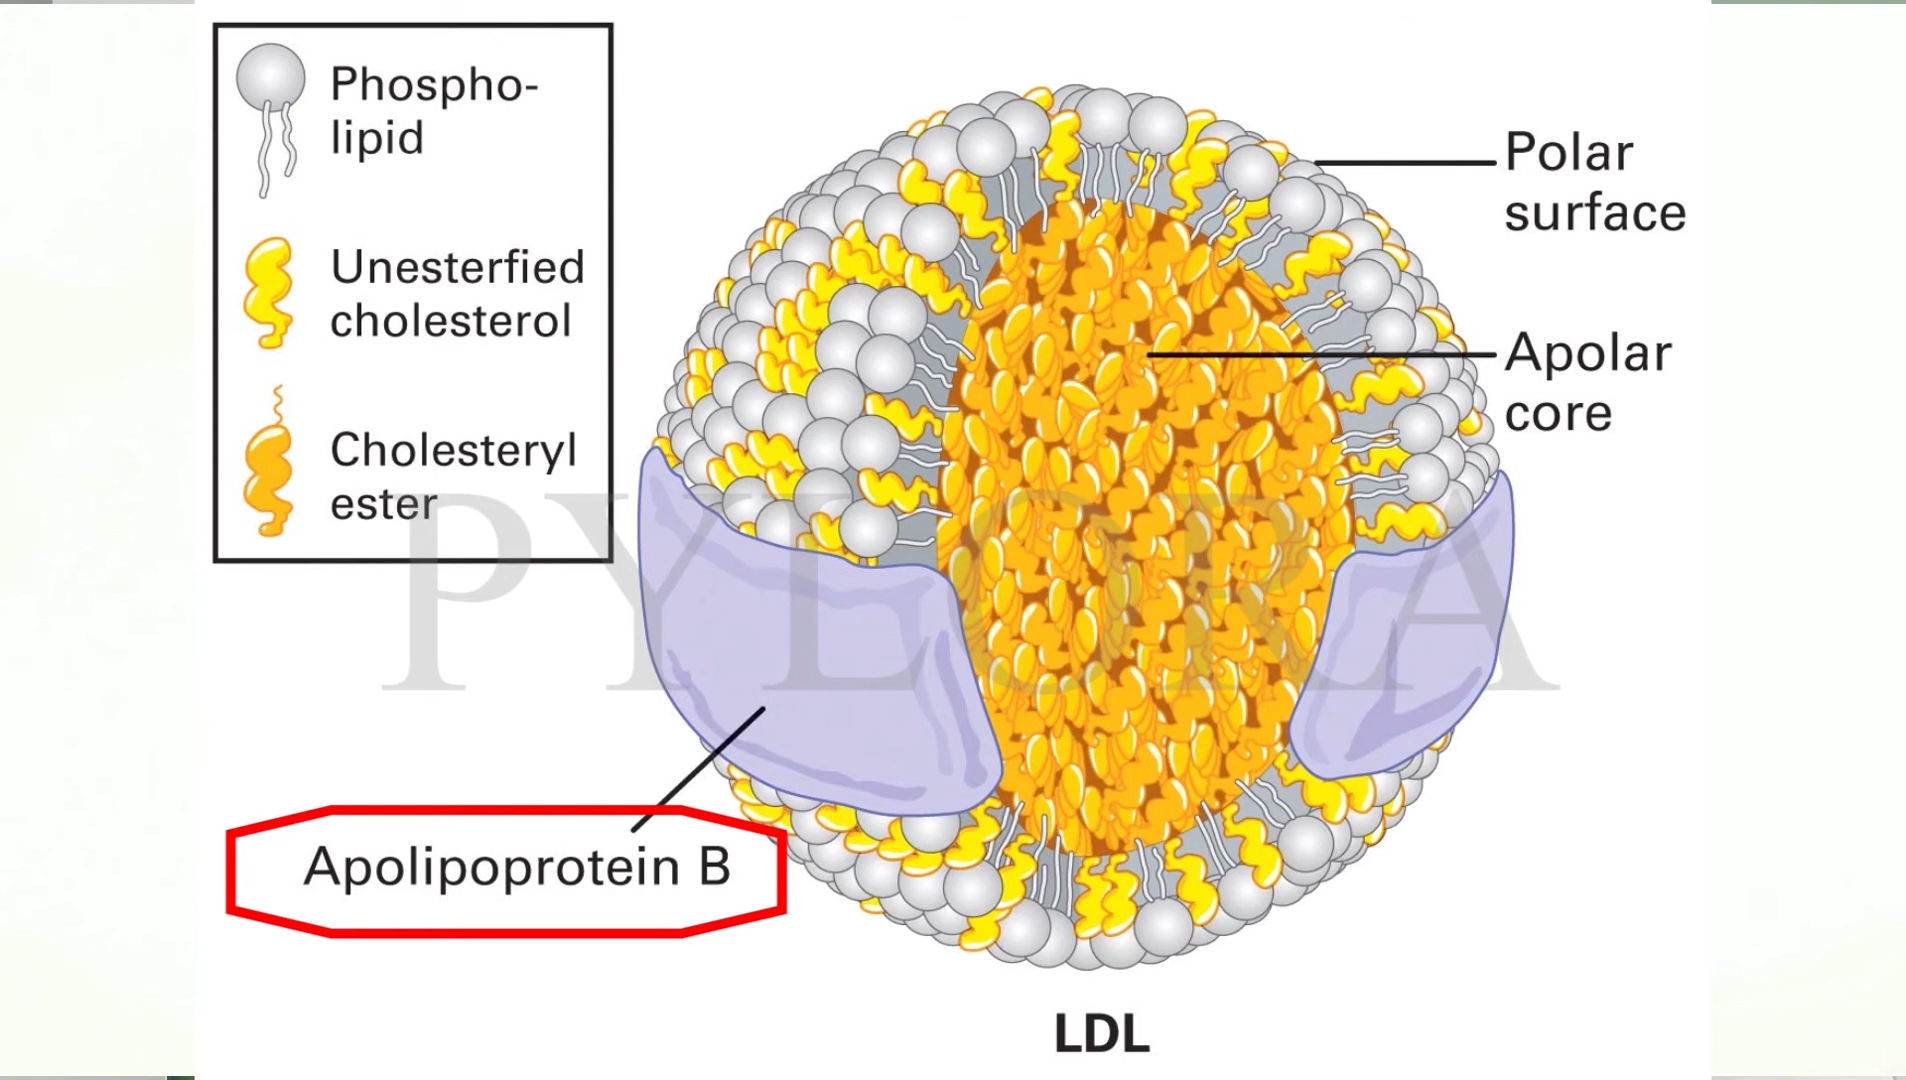 Phospho-
lipid
Unesterfied
cholesterol
Cholesteryl
ester
Polar
surface
Apolar
core
PYLORA
Apolipoprotein B
LDL